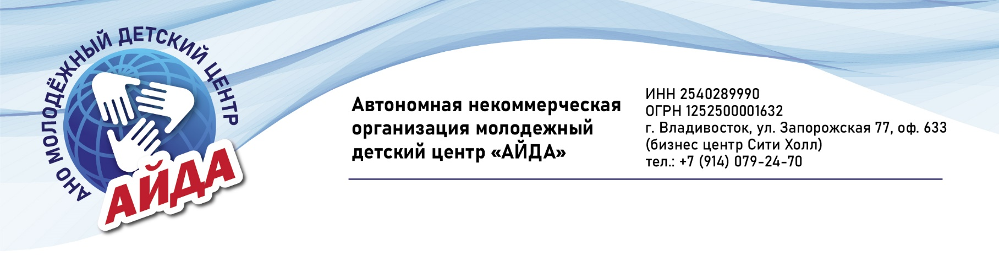 АНО МОЛОДЁЖНЫЙ ДЕТСКИЙ ЦЕНТР
АЙДА
Автономная некоммерческая
организация молодежный
детский центр «АЙДА»
ИНН 2540289990
ОГРН 1252500001632
г. Владивосток, ул. Запорожская 77, оф. 633
(бизнес центр Сити Холл)
тел.: +7 (914) 079-24-70